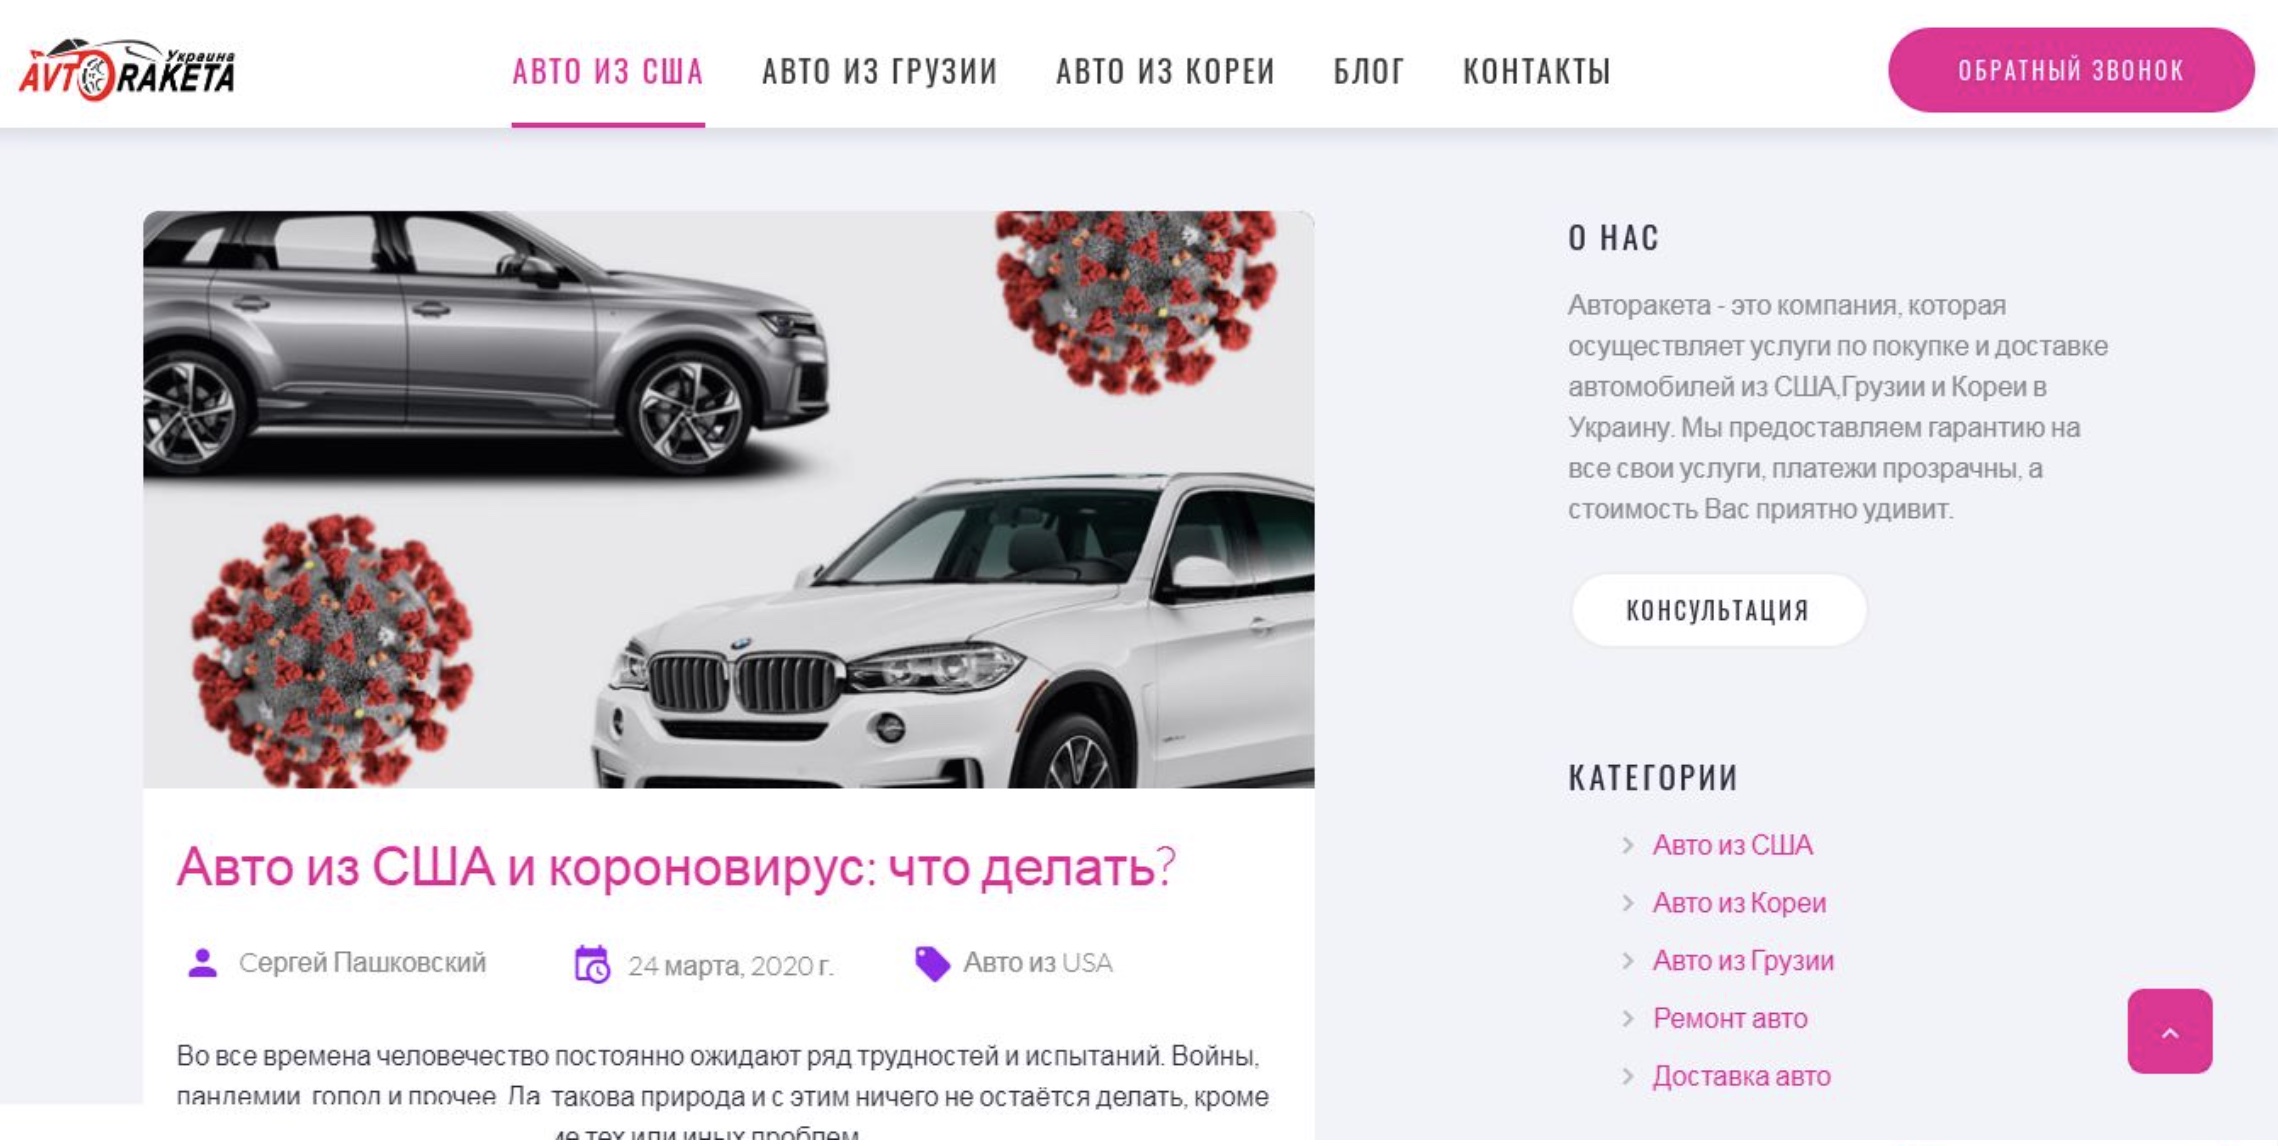 Украина
AVTORAKETA
АВТО ИЗ США
АВТО ИЗ ГРУЗИИ
АВТО ИЗ КОРЕИ
БЛОГ
КОНТАКТЫ
ОБРАТНЫЙ ЗВОНОК
Авто из США и короновирус: что делать?
Сергей Пашковский
24 марта, 2020 г.
Авто из USA
Во все времена человечество постоянно ожидают ряд трудностей и испытаний. Войны,
пандемии, голод и прочее. Да, такова природа и с этим ничего не остаётся делать, кроме
тех или иных проблем.
О НАС
Авторакета - это компания, которая
осуществляет услуги по покупке и доставке
автомобилей из США,Грузии и Кореи в
Украину. Мы предоставляем гарантию на
все свои услуги, платежи прозрачны, а
стоимость Вас приятно удивит.
КОНСУЛЬТАЦИЯ
КАТЕГОРИИ
Авто из США
Авто из Кореи
Авто из Грузии
Ремонт авто
Доставка авто